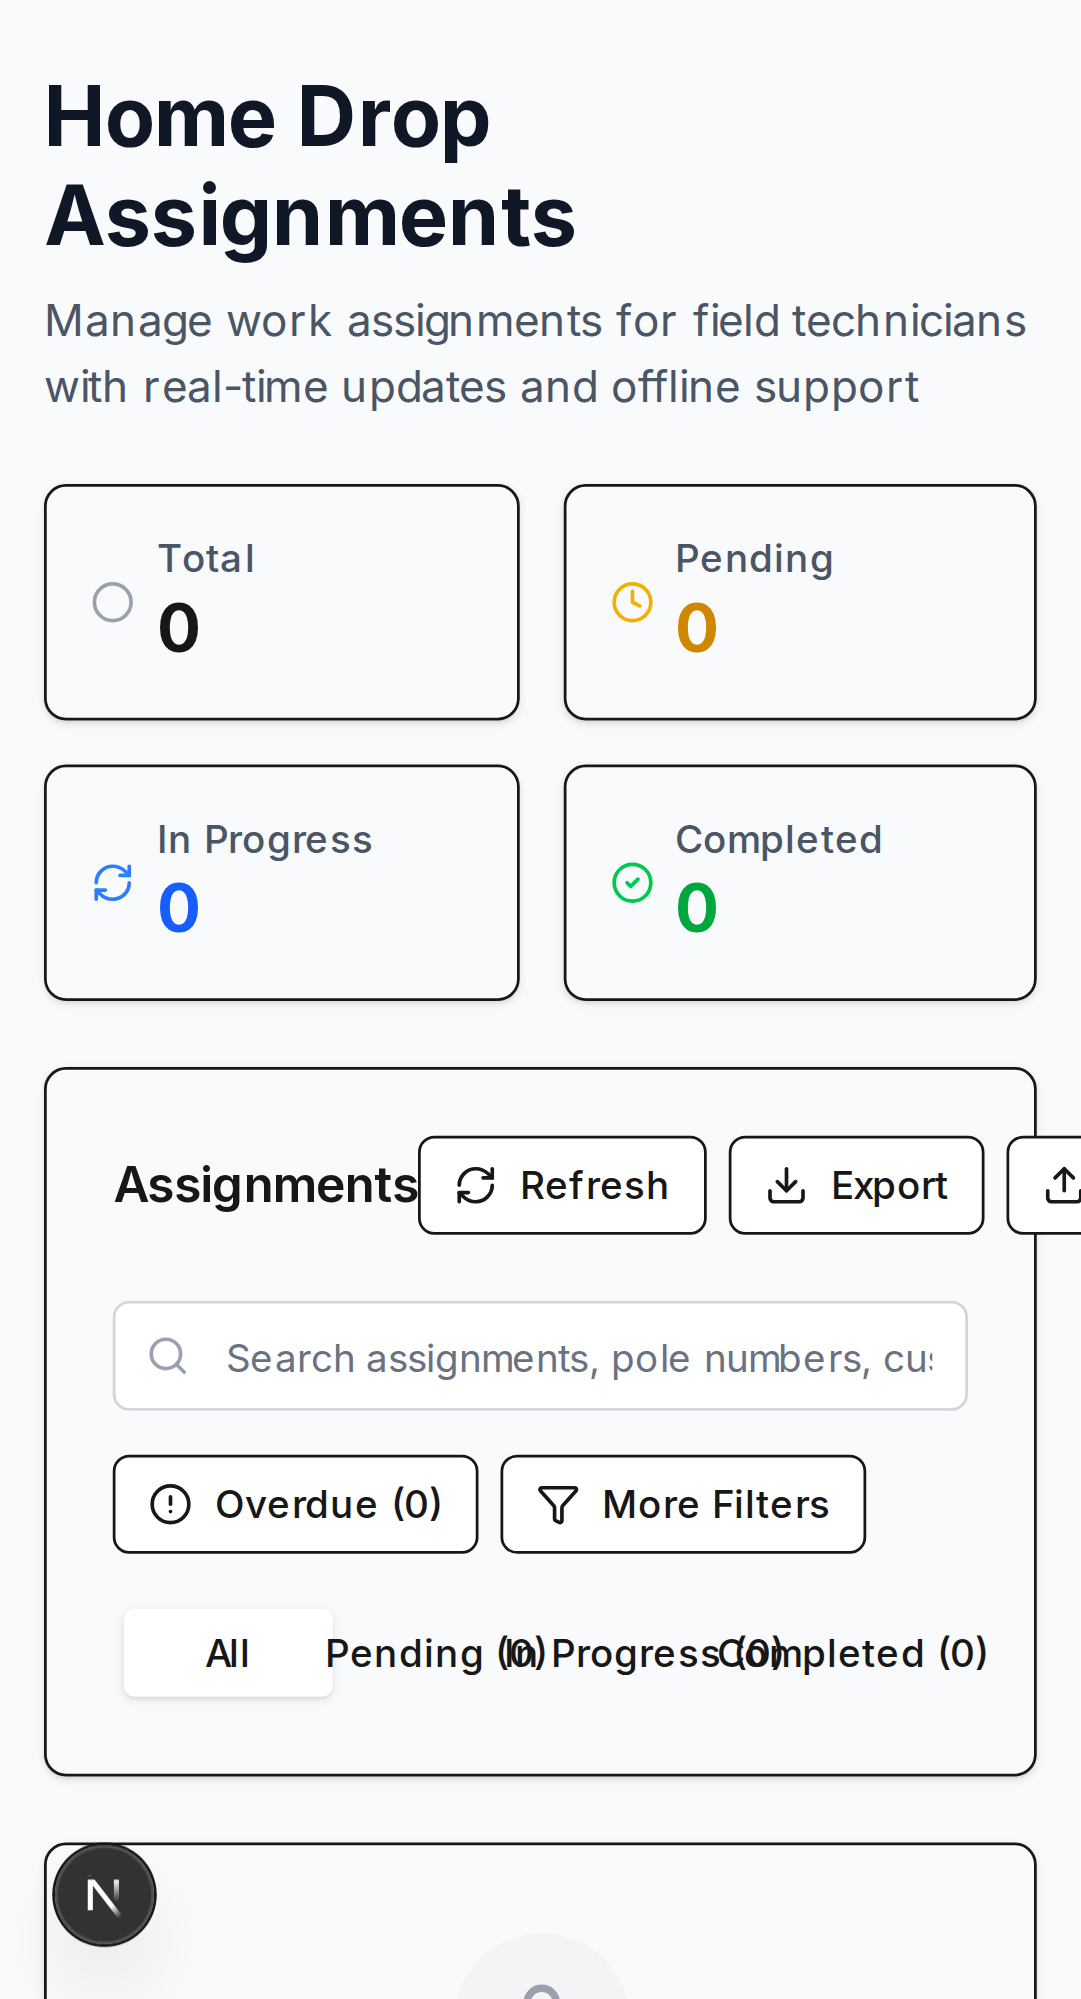 Home Drop
Assignments
Manage work assignments for field technicians
with real-time updates and offline support
Total
0
Pending
0
In Progress
0
Completed
0
Assignments
Refresh
Export
Search assignments, pole numbers, cus
Overdue (0)
More Filters
All
Pending (0)
In Progress (0)
Completed (0)
N